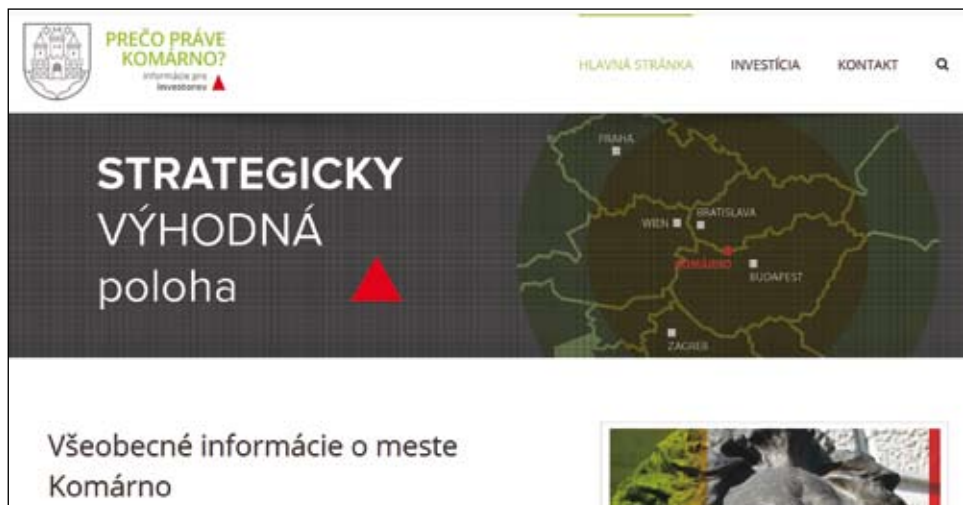 PREČO PRÁVE
KOMÁRNO?
informácie pre
investorov
HLAVNÁ STRÁNKA
INVESTÍCIA
KONTAKT
STRATEGICKY
VÝHODNÁ
poloha
PRAHA
WIEN
BRATISLAVA
KOMÁRNO
BUDAPEST
ZAGREB
Všeobecné informácie o meste
Komárno